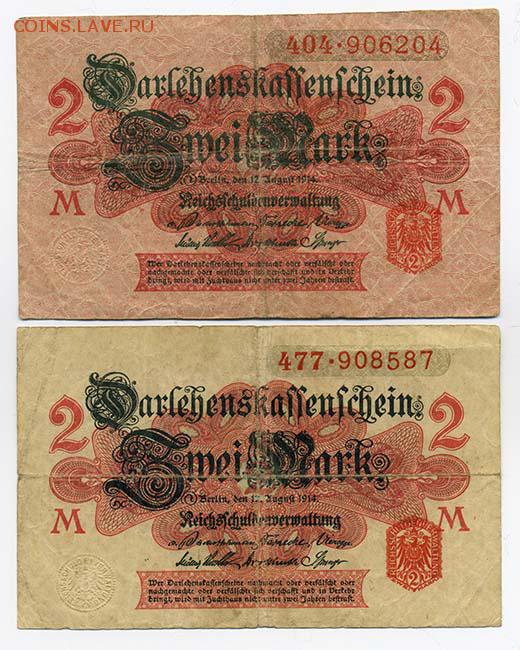 COINS.LAVE.RU
404·906204
Darlehenskassenschein
2 Zwei Mark 2
Berlin, den 12. August 1914.
M Reichsschuldenverwaltung M
2
Wer Darlehenskassenscheine nachmacht oder verfälscht oder
nachgemachte oder verfälschte sich verschafft und in Verkehr
bringt, wird mit Zuchthaus nicht unter zwei Jahren bestraft.
477·908587
Darlehenskassenschein
2 Zwei Mark 2
Berlin, den 12. August 1914.
M Reichsschuldenverwaltung M
2
Wer Darlehenskassenscheine nachmacht oder verfälscht oder
nachgemachte oder verfälschte sich verschafft und in Verkehr
bringt, wird mit Zuchthaus nicht unter zwei Jahren bestraft.